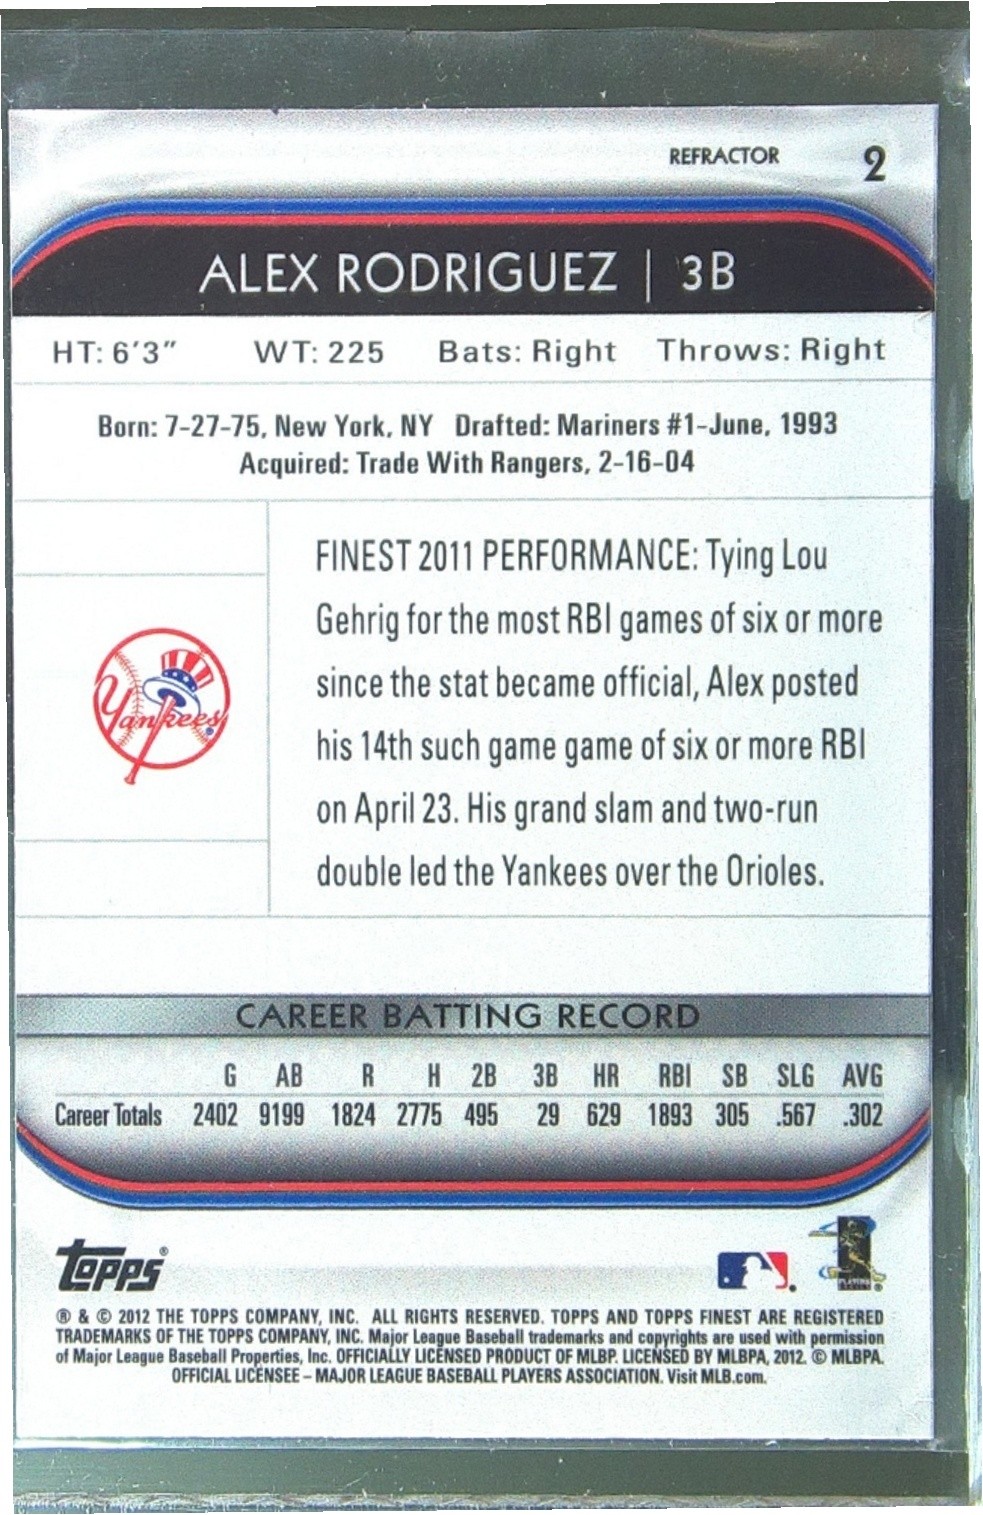 REFRACTOR 2
ALEX RODRIGUEZ | 3B
HT: 6'3" WT: 225 Bats: Right Throws: Right
Born: 7-27-75, New York, NY Drafted: Mariners #1-June, 1993
Acquired: Trade With Rangers, 2-16-04
FINEST 2011 PERFORMANCE: Tying Lou
Gehrig for the most RBI games of six or more
since the stat became official, Alex posted
his 14th such game game of six or more RBI
on April 23. His grand slam and two-run
double led the Yankees over the Orioles.
Yankees
CAREER BATTING RECORD
G AB R H 2B 3B HR RBI SB SLG AVG
Career Totals 2402 9199 1824 2775 495 29 629 1893 305 .567 .302
Topps®
® & © 2012 THE TOPPS COMPANY, INC. ALL RIGHTS RESERVED. TOPPS AND TOPPS FINEST ARE REGISTERED
TRADEMARKS OF THE TOPPS COMPANY, INC. Major League Baseball trademarks and copyrights are used with permission
of Major League Baseball Properties, Inc. OFFICIALLY LICENSED PRODUCT OF MLBP. LICENSED BY MLBPA, 2012. © MLBPA.
OFFICIAL LICENSEE – MAJOR LEAGUE BASEBALL PLAYERS ASSOCIATION. Visit MLB.com.